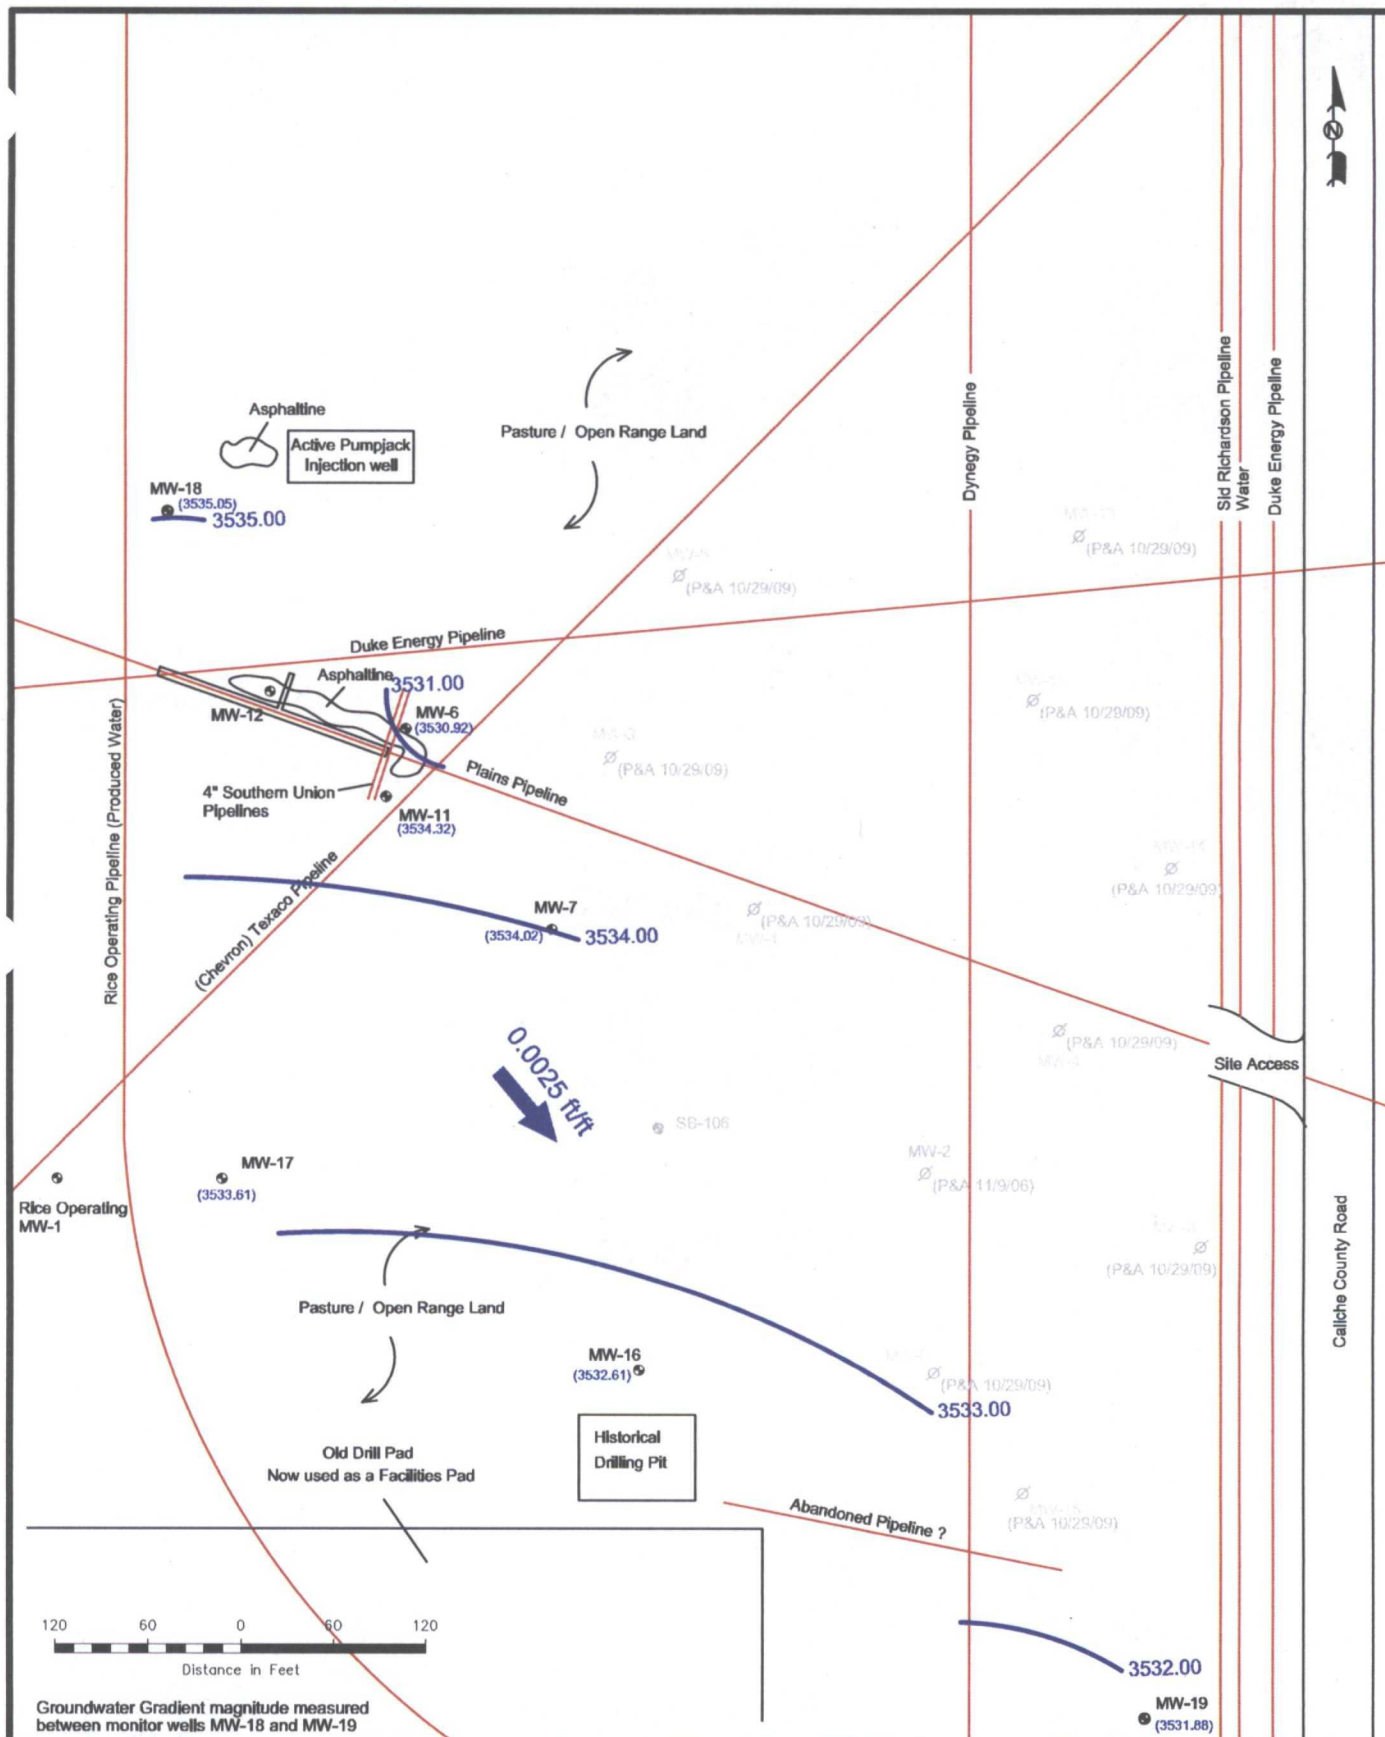 N
Asphaltine
Active Pumpjack
Injection well
Pasture / Open Range Land
MW-18
(3535.05)
3535.00
Dynegy Pipeline
Sid Richardson Pipeline
Water
Duke Energy Pipeline
(P&A 10/29/09)
(P&A 10/29/09)
Duke Energy Pipeline
Asphaltine
3531.00
MW-12
MW-6
(3530.92)
(P&A 10/29/09)
(P&A 10/29/09)
Plains Pipeline
4" Southern Union
Pipelines
MW-11
(3534.32)
Rice Operating Pipeline (Produced Water)
(Chevron) Texaco Pipeline
(P&A 10/29/09)
MW-7
(3534.02)
3534.00
(P&A 10/29/09)
0.0025 ft/ft
(P&A 10/29/09)
Site Access
SB-106
MW-2
(P&A 11/9/06)
MW-17
(3533.61)
Rice Operating
MW-1
(P&A 10/29/09)
Caliche County Road
Pasture / Open Range Land
MW-16
(3532.61)
(P&A 10/29/09)
3533.00
Historical
Drilling Pit
Old Drill Pad
Now used as a Facilities Pad
Abandoned Pipeline ?
(P&A 10/29/09)
120 60 0 60 120
Distance in Feet
3532.00
MW-19
(3531.88)
Groundwater Gradient magnitude measured
between monitor wells MW-18 and MW-19